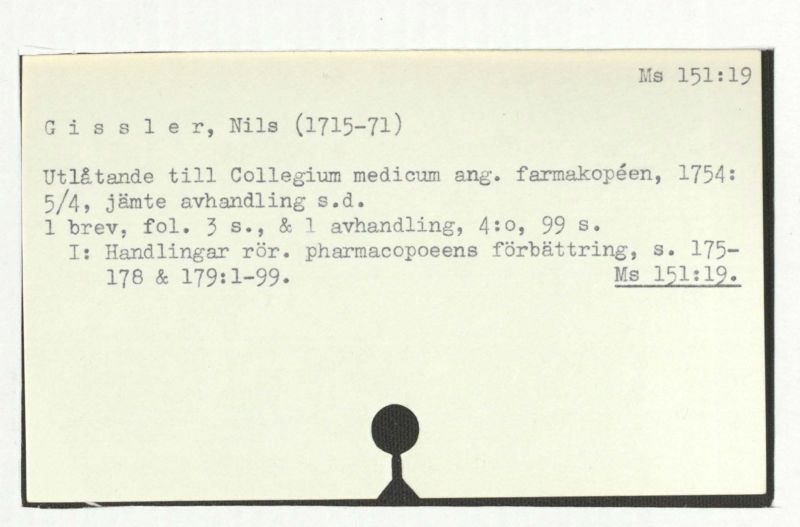 Ms 151:19
G i s s l e r, Nils (1715-71)
Utlåtande till Collegium medicum ang. farmakopéen, 1754:
5/4, jämte avhandling s.d.
1 brev, fol. 3 s., & 1 avhandling, 4:o, 99 s.
I: Handlingar rör. pharmacopoeens förbättring, s. 175-
178 & 179:1-99. Ms 151:19.